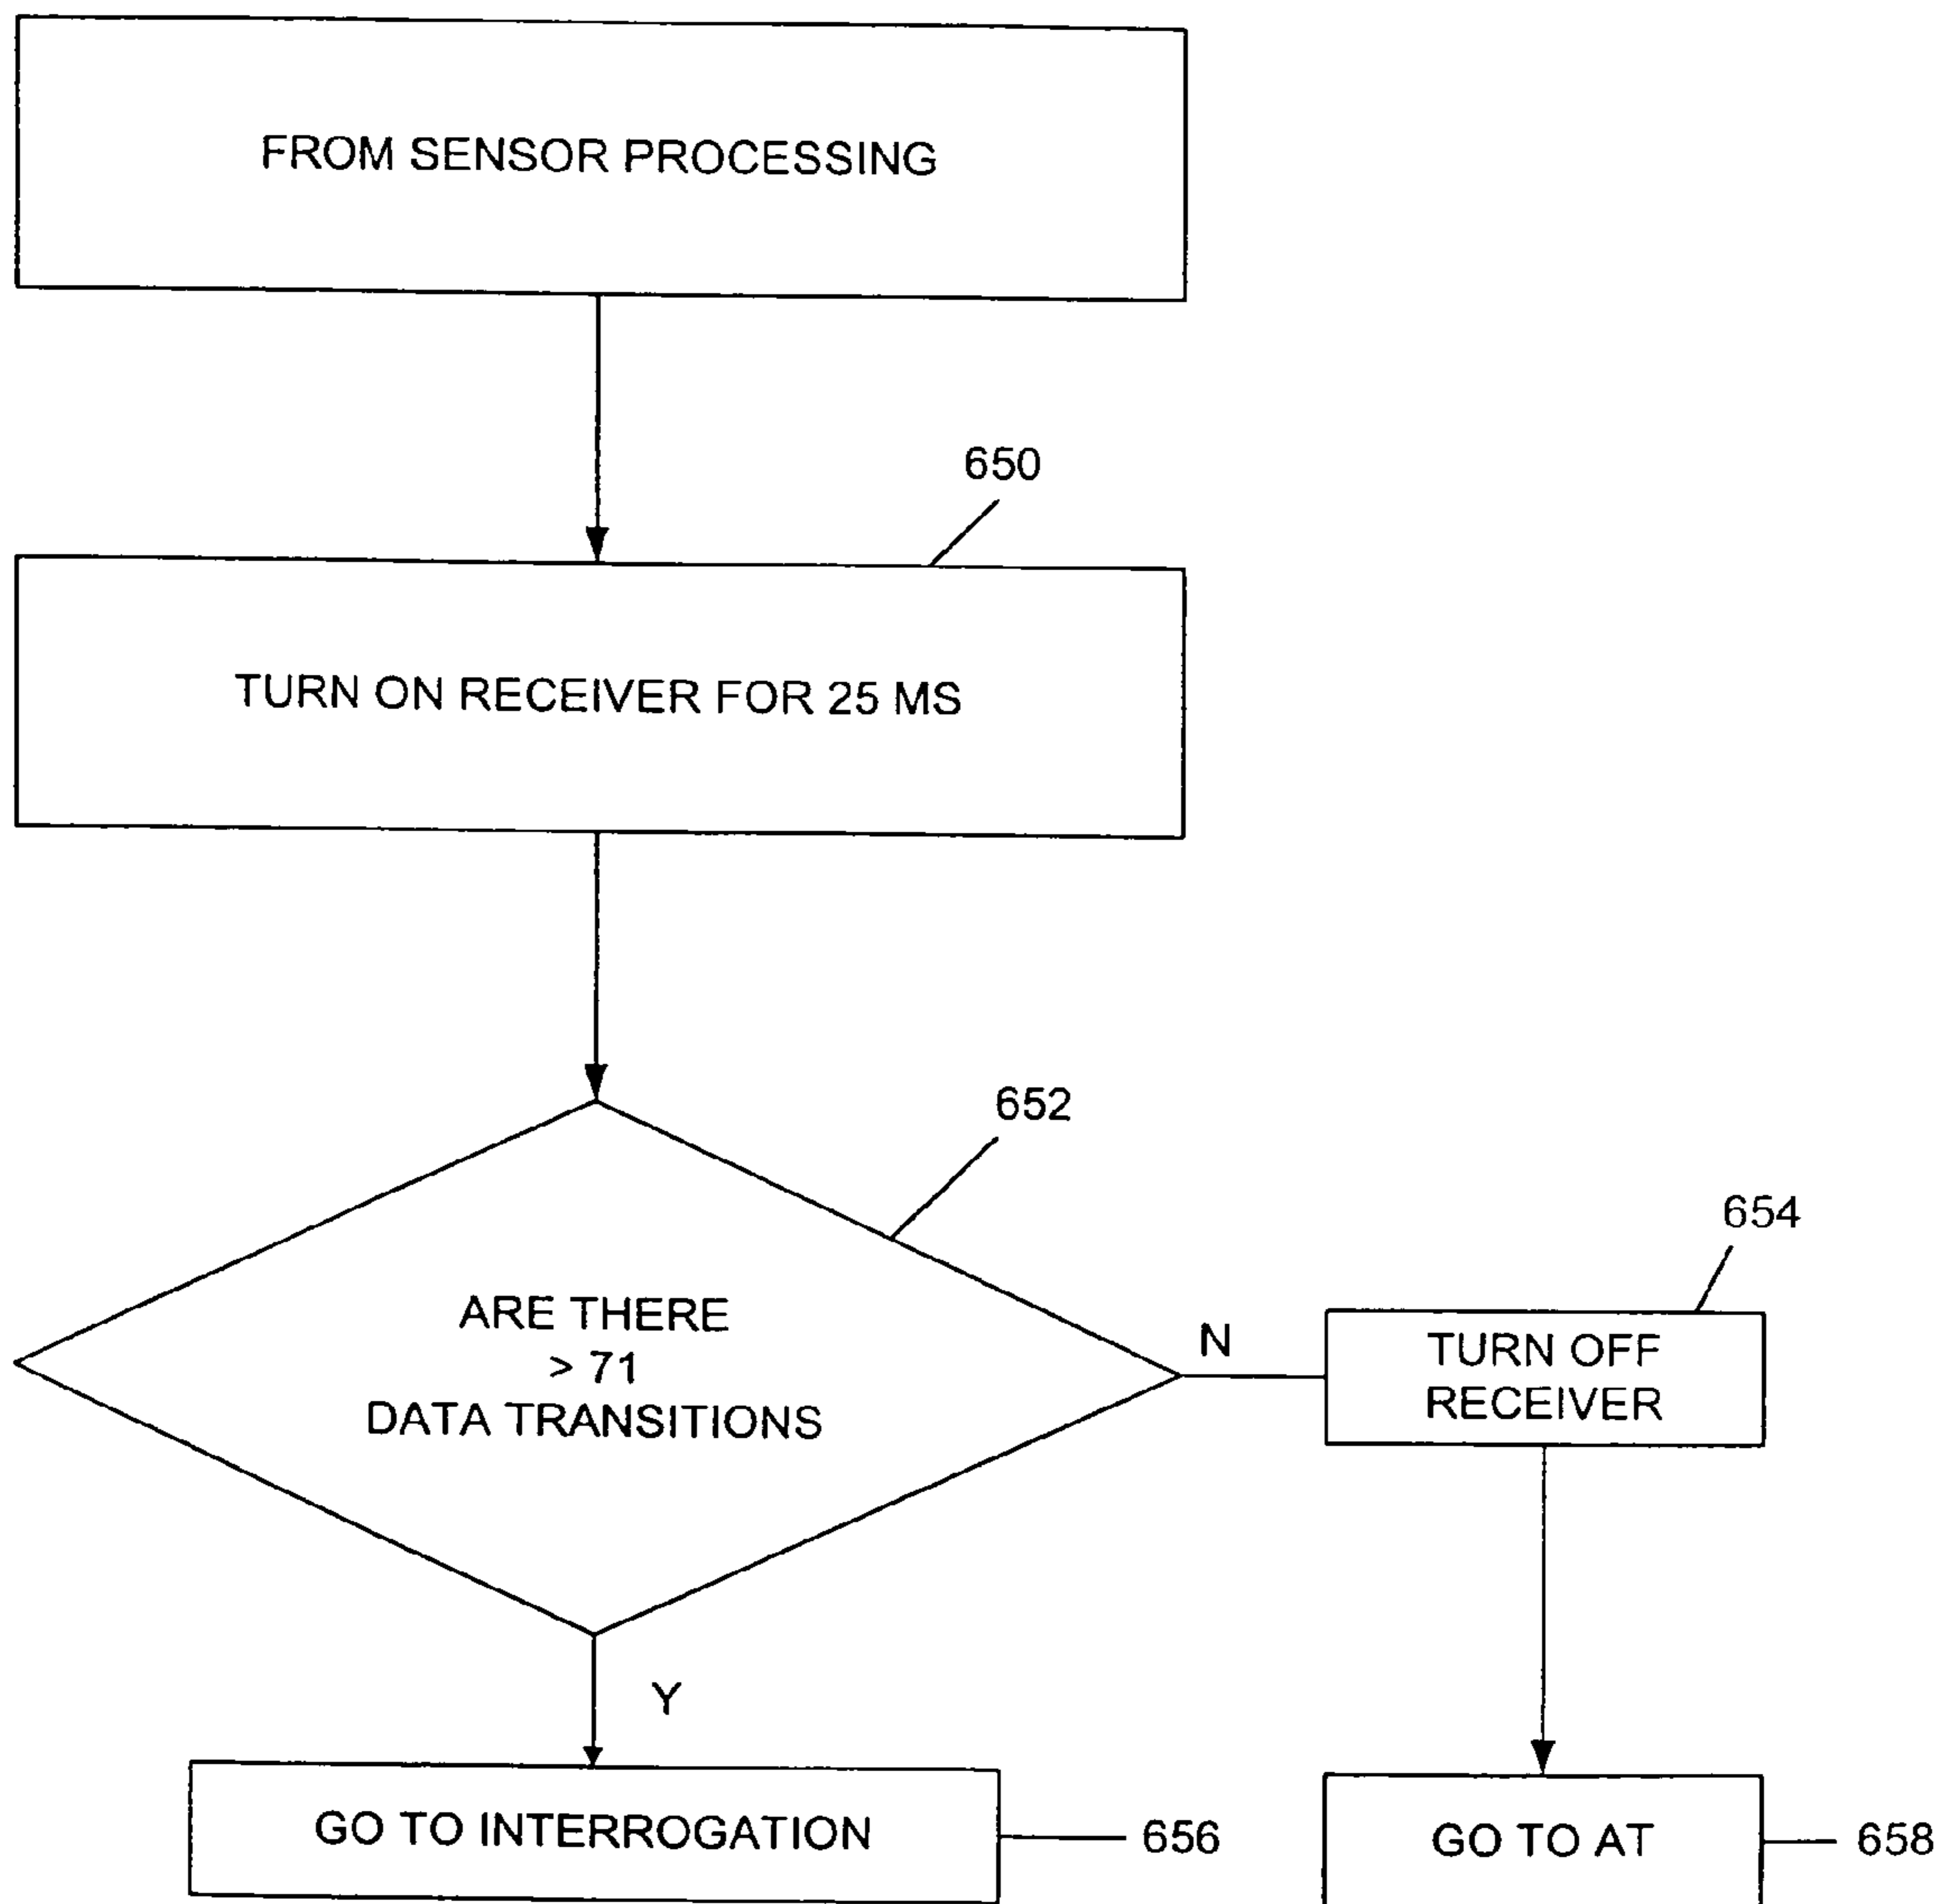 FROM SENSOR PROCESSING
650
TURN ON RECEIVER FOR 25 MS
652
ARE THERE
> 71
DATA TRANSITIONS
N
654
TURN OFF
RECEIVER
Y
GO TO INTERROGATION
656
GO TO AT
658